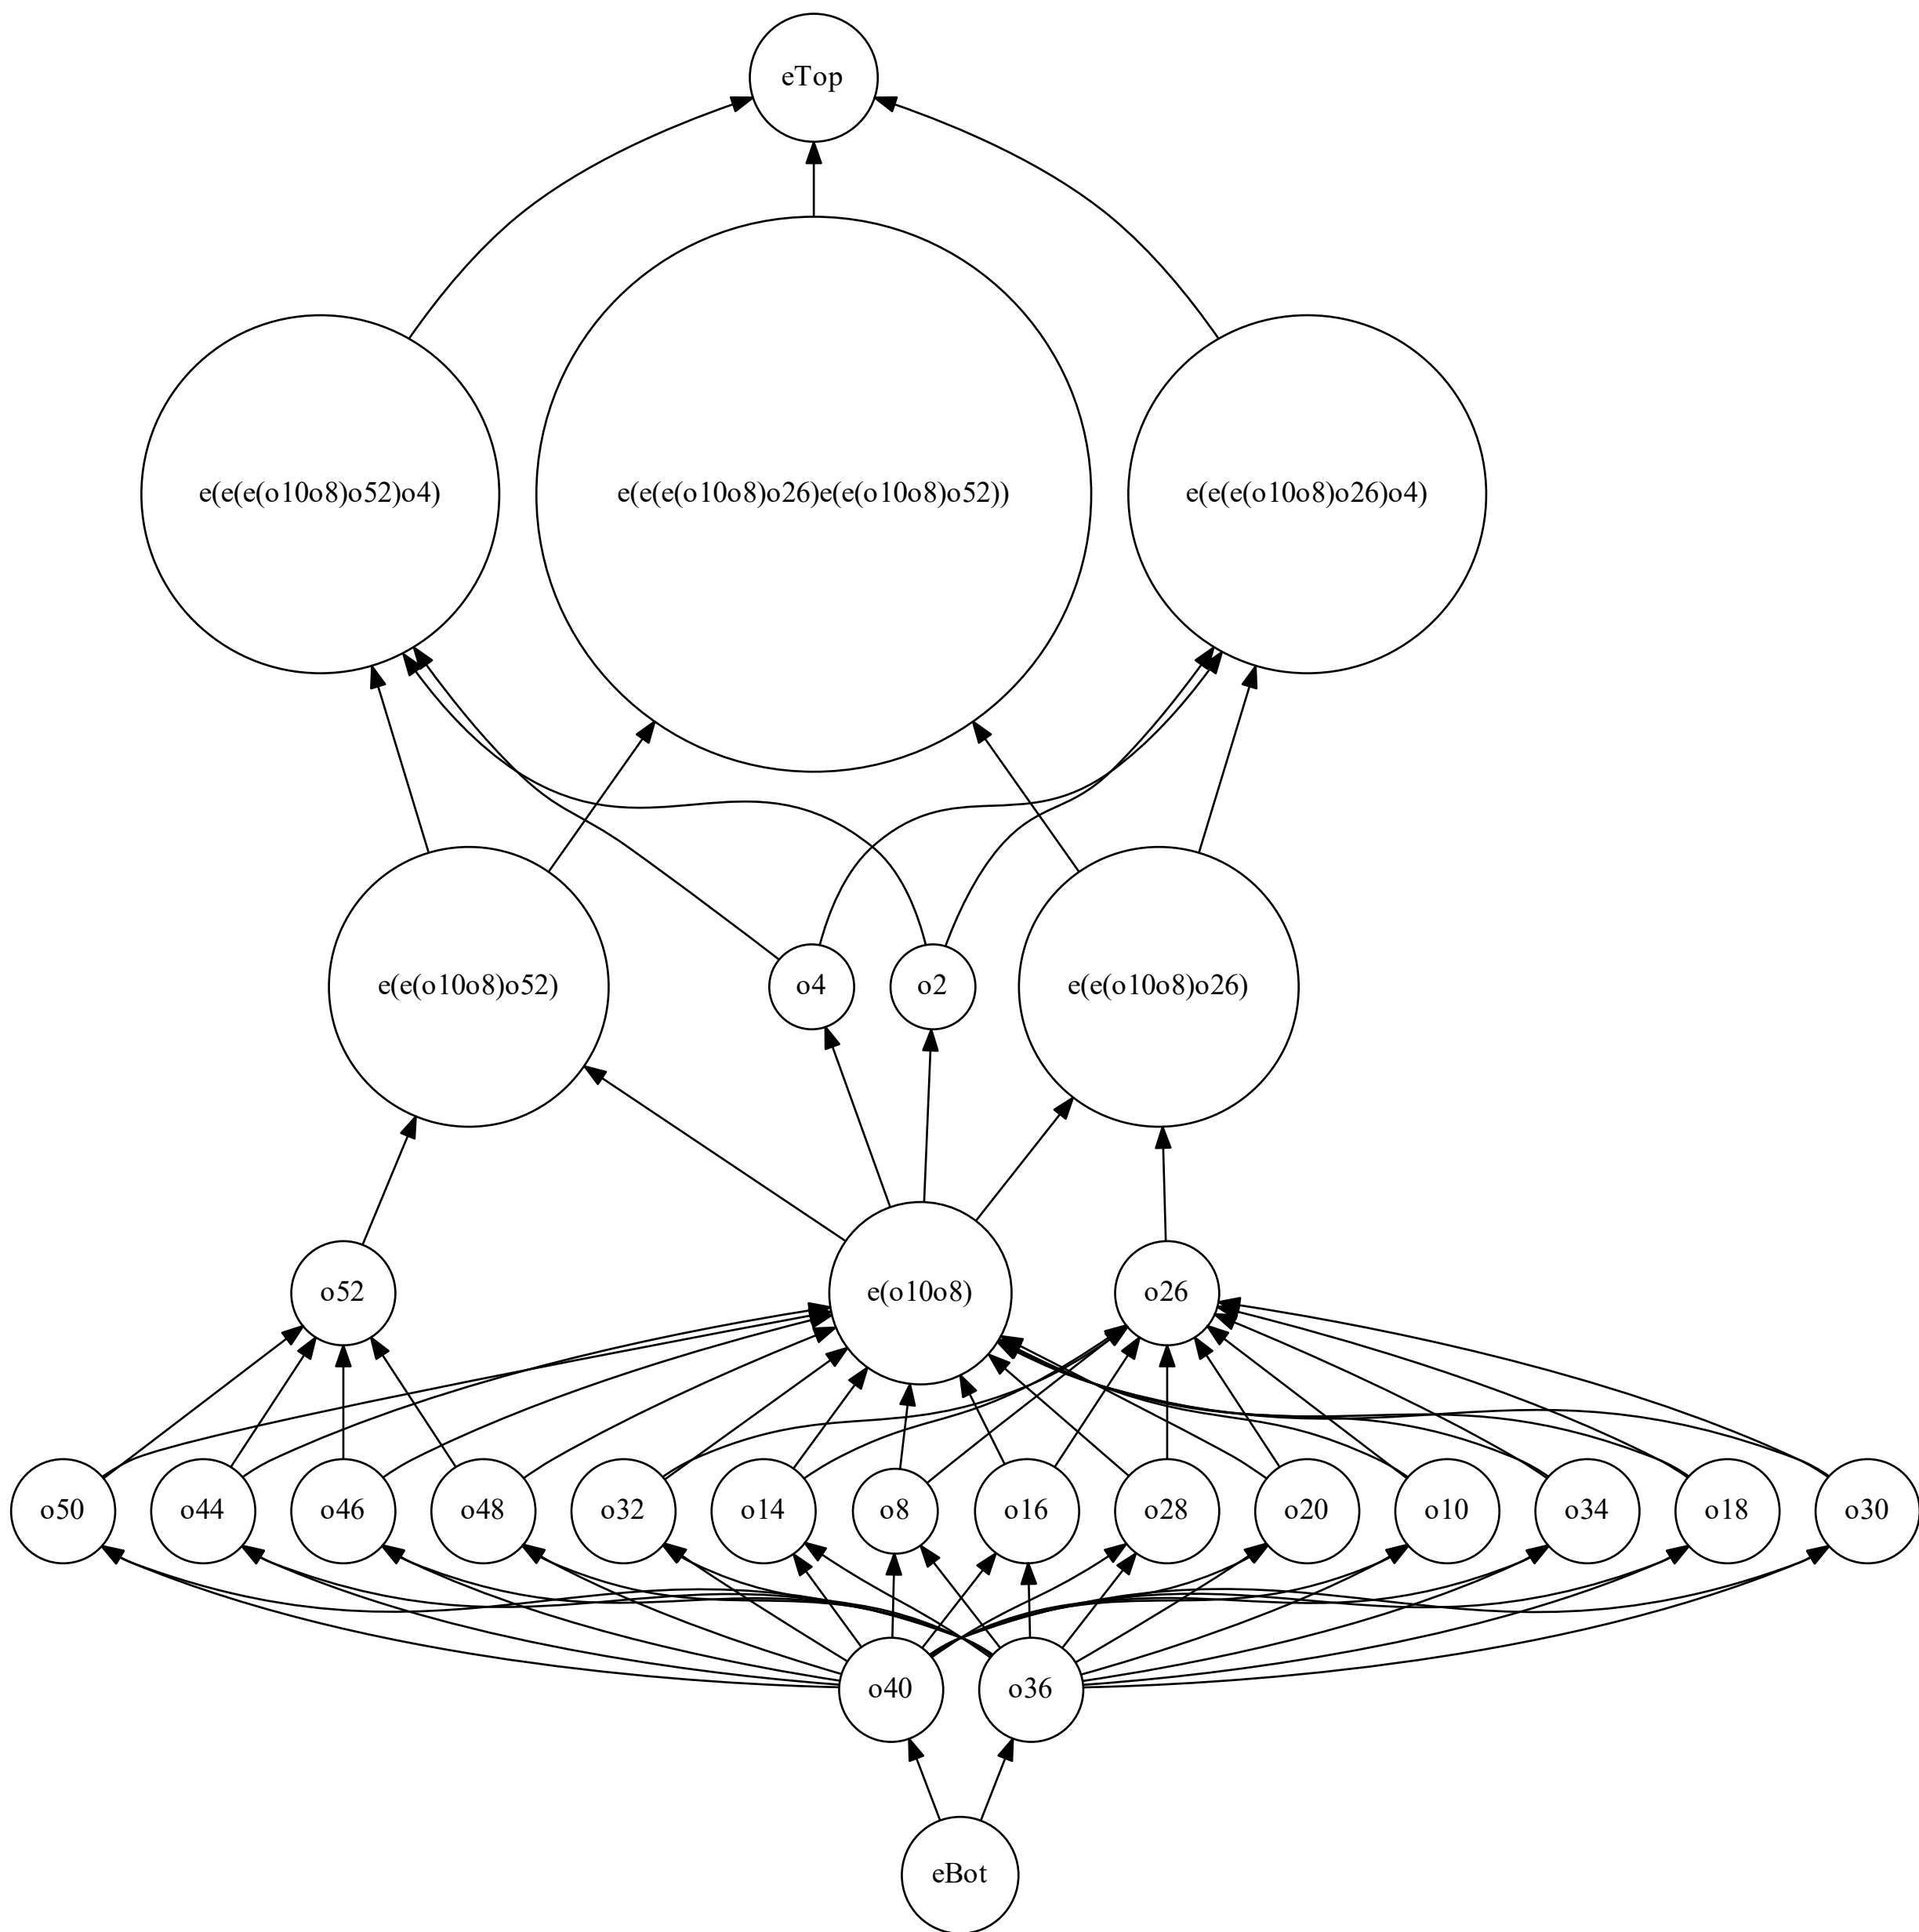 eTop
e(e(e(o10o8)o52)o4)
e(e(e(o10o8)o26)e(e(o10o8)o52))
e(e(e(o10o8)o26)o4)
e(e(o10o8)o52)
o4
o2
e(e(o10o8)o26)
o52
e(o10o8)
o26
o50
o44
o46
o48
o32
o14
o8
o16
o28
o20
o10
o34
o18
o30
o40
o36
eBot